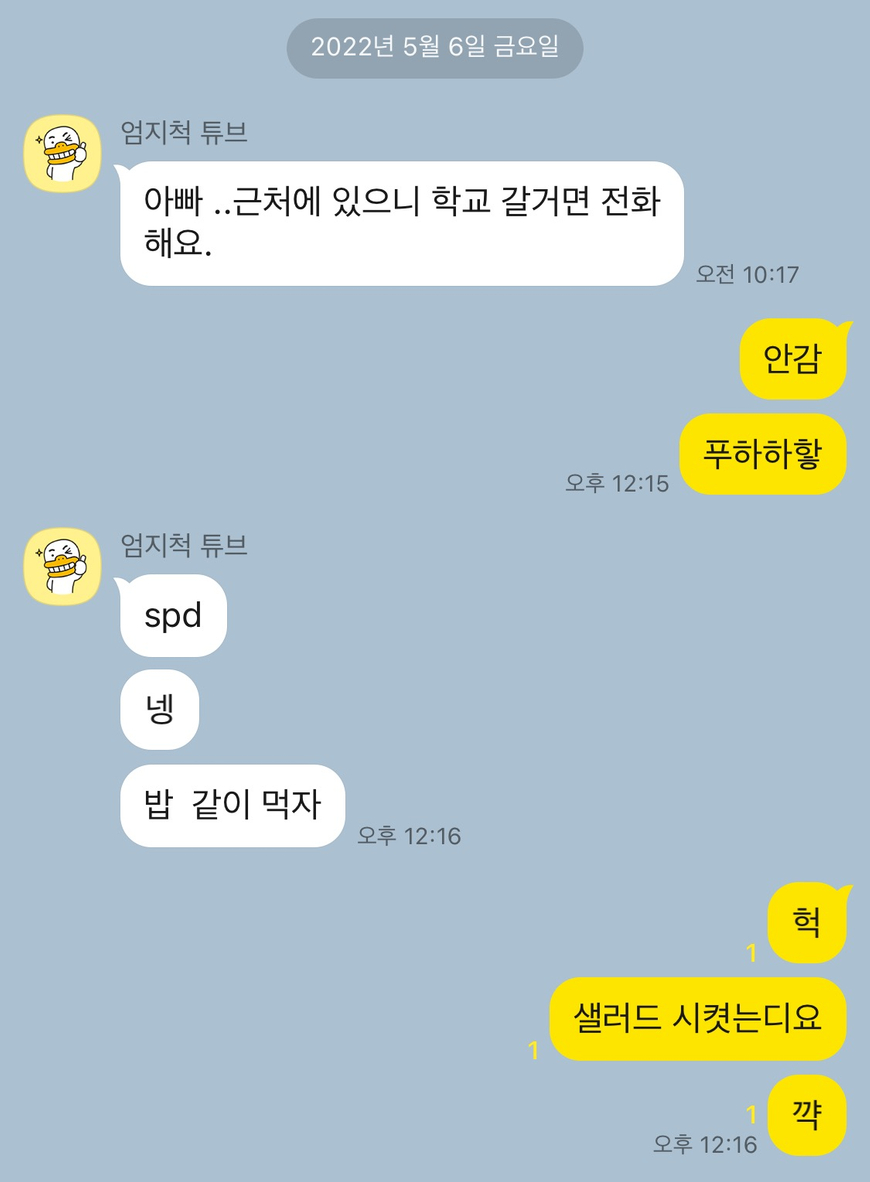 2022년 5월 6일 금요일
엄지척 튜브
아빠 ..근처에 있으니 학교 갈거면 전화
해요.
오전 10:17
안감
푸하하핳
오후 12:15
엄지척 튜브
spd
넹
밥  같이 먹자
오후 12:16
헉
1
샐러드 시켯는디요
1
꺅
1
오후 12:16